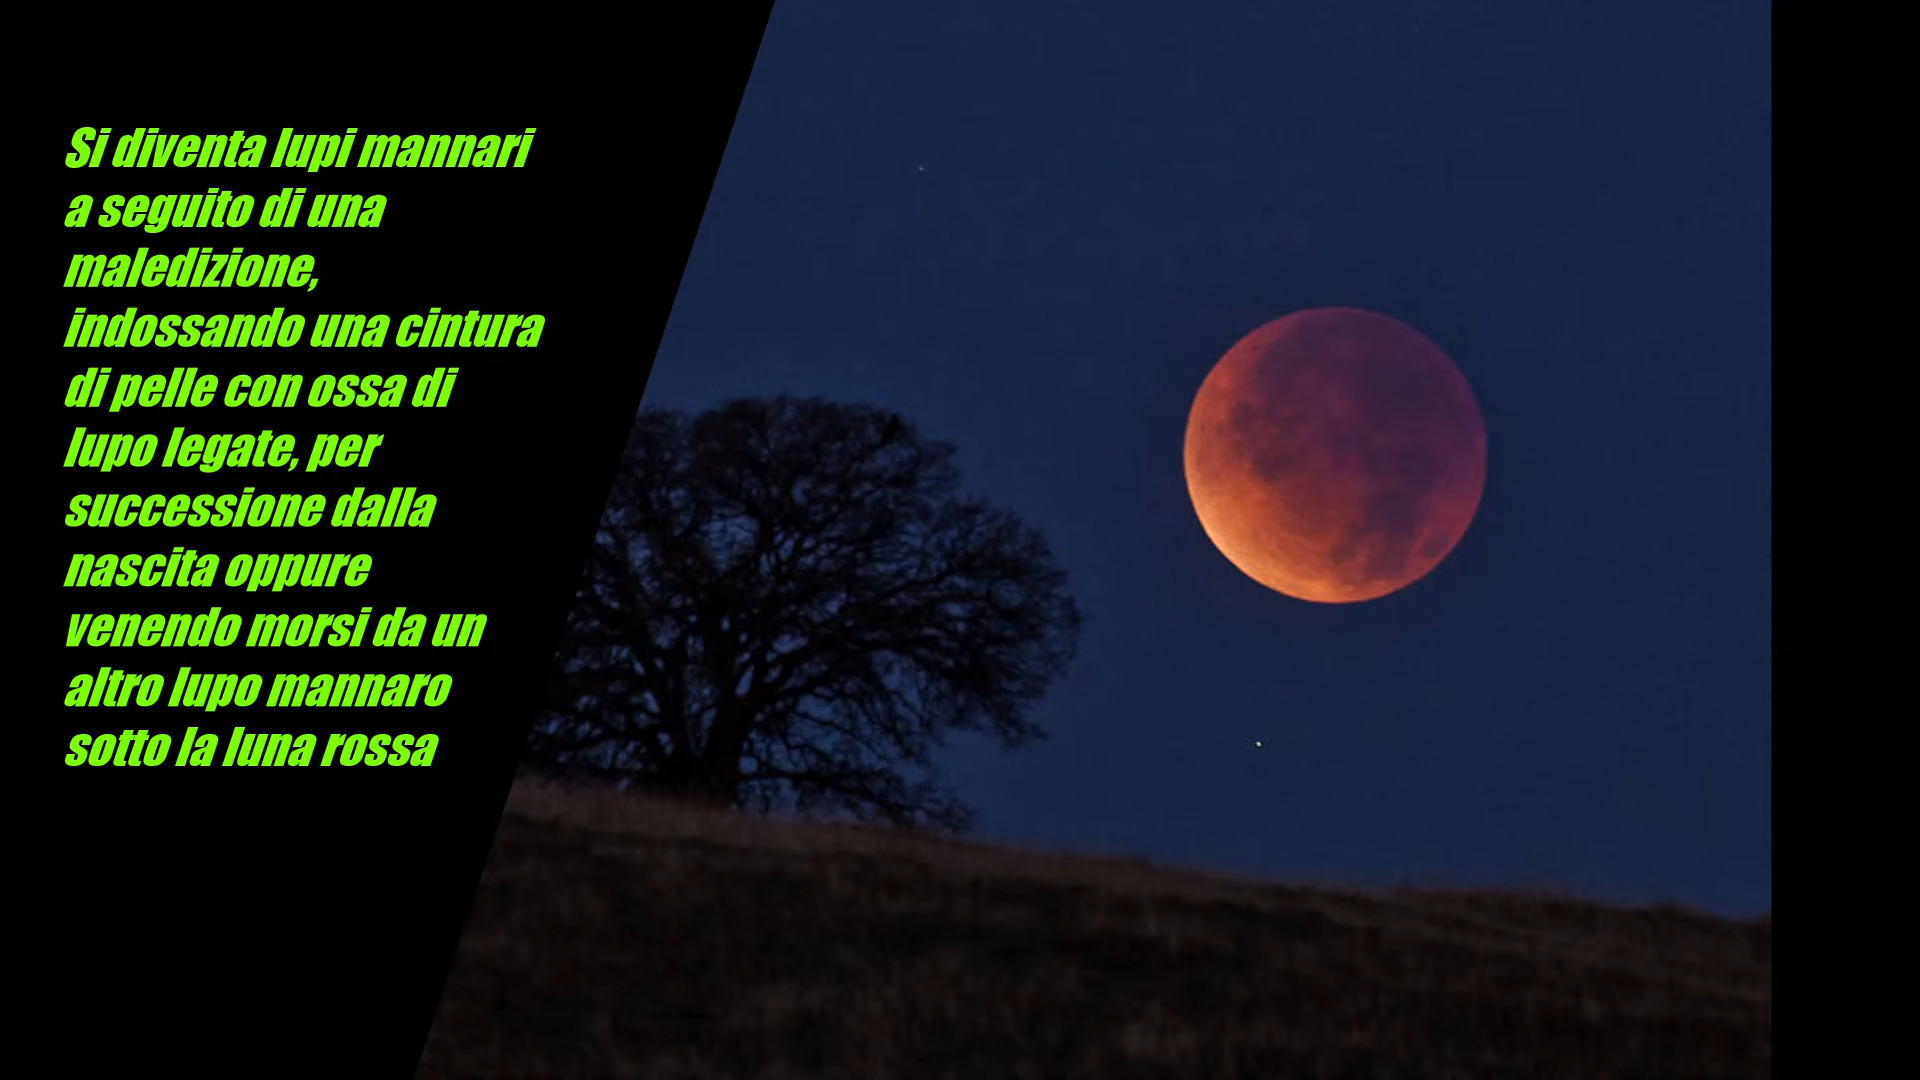 Si diventa lupi mannari
a seguito di una
maledizione,
indossando una cintura
di pelle con ossa di
lupo legate, per
successione dalla
nascita oppure
venendo morsi da un
altro lupo mannaro
sotto la luna rossa